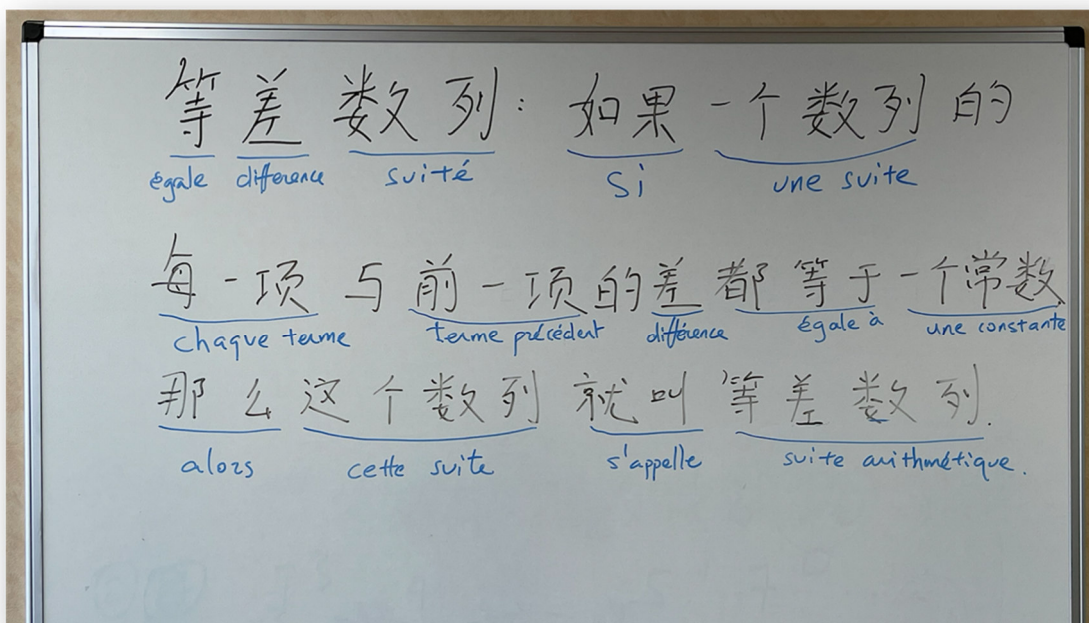 等差数列：如果一个数列的
égale différence suité si une suite
每一项与前一项的差都等于一个常数
chaque terme terme précédent différence égale à une constante
那么这个数列就叫等差数列.
alors cette suite s'appelle suite arithmétique.